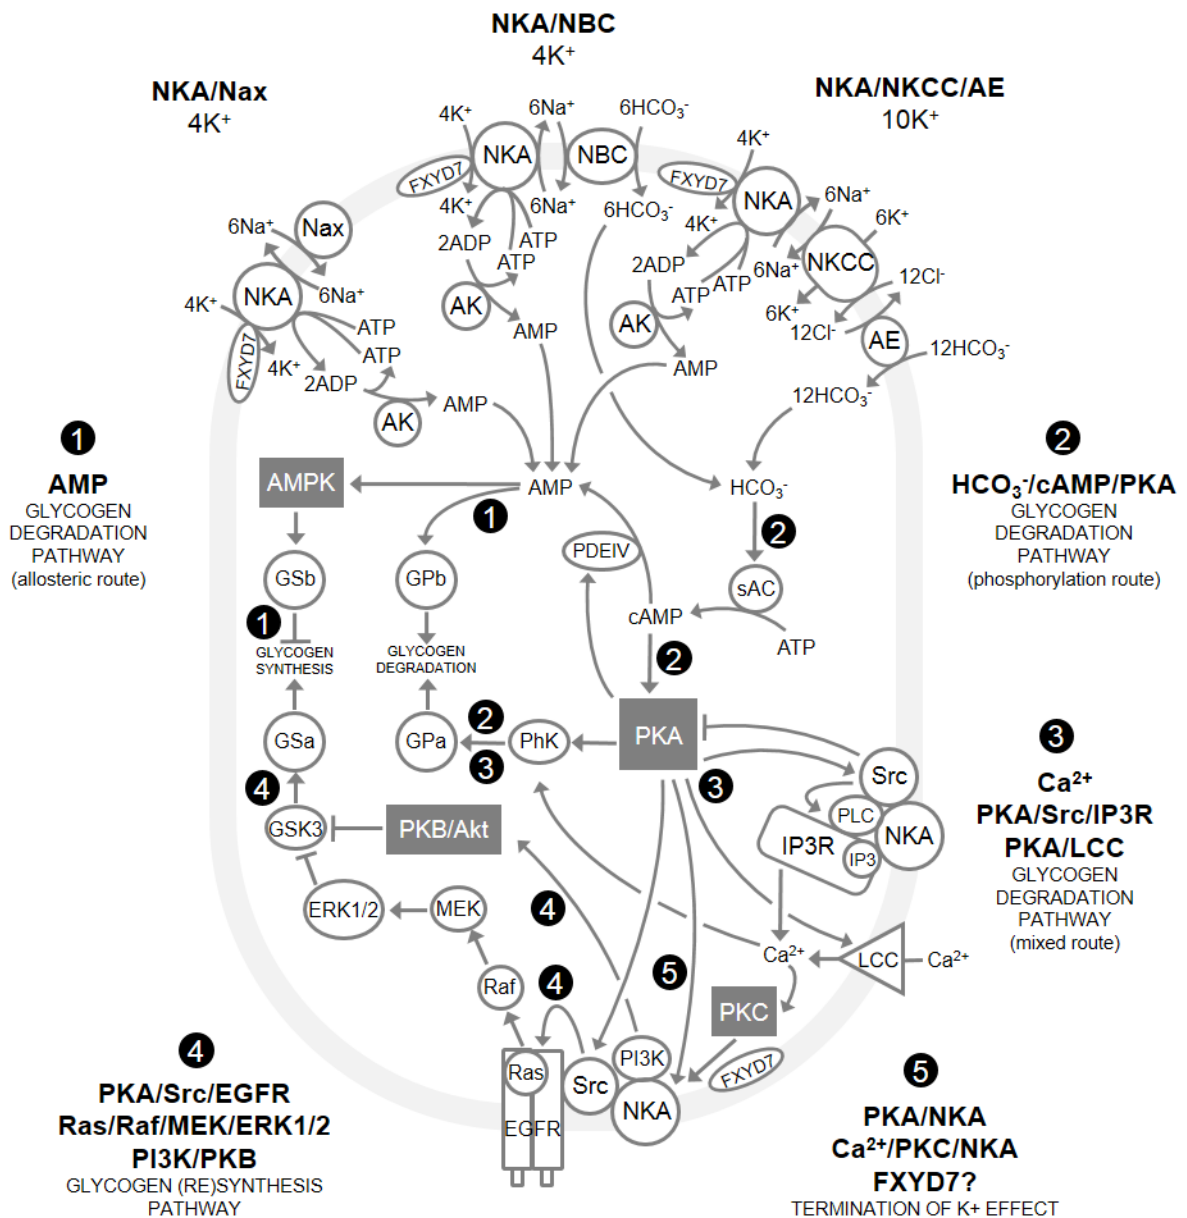 NKA/NBC
4K⁺
NKA/Nax
4K⁺
NKA/NKCC/AE
10K⁺
4K⁺
6Na⁺
6HCO₃⁻
NKA
NBC
FXYD7
4K⁺
6Na⁺
6HCO₃⁻
2ADP
ATP
ATP
AK
AMP
4K⁺
FXYD7
NKA
6Na⁺
6K⁺
4K⁺
NKCC
2ADP
6Na⁺
ATP
ATP
12Cl⁻
6K⁺
12Cl⁻
AK
AE
AMP
12HCO₃⁻
12HCO₃⁻
6Na⁺
Nax
4K⁺
NKA
6Na⁺
FXYD7
ATP
4K⁺
ATP
2ADP
AK
AMP
1
AMP
GLYCOGEN
DEGRADATION
PATHWAY
(allosteric route)
2
HCO₃⁻/cAMP/PKA
GLYCOGEN
DEGRADATION
PATHWAY
(phosphorylation route)
AMPK
AMP
HCO₃⁻
1
2
PDEIV
GSb
GPb
sAC
cAMP
1
ATP
GLYCOGEN
SYNTHESIS
GLYCOGEN
DEGRADATION
2
GSa
GPa
2
3
PhK
PKA
3
Src
4
PLC
GSK3
PKB/Akt
IP3R
IP3
NKA
3
Ca²⁺
PKA/Src/IP3R
PKA/LCC
GLYCOGEN
DEGRADATION
PATHWAY
(mixed route)
ERK1/2
MEK
4
Ca²⁺
LCC
Ca²⁺
Raf
4
5
PKC
Ras
Src
PI3K
FXYD7
NKA
EGFR
4
PKA/Src/EGFR
Ras/Raf/MEK/ERK1/2
PI3K/PKB
GLYCOGEN (RE)SYNTHESIS
PATHWAY
5
PKA/NKA
Ca²⁺/PKC/NKA
FXYD7?
TERMINATION OF K+ EFFECT